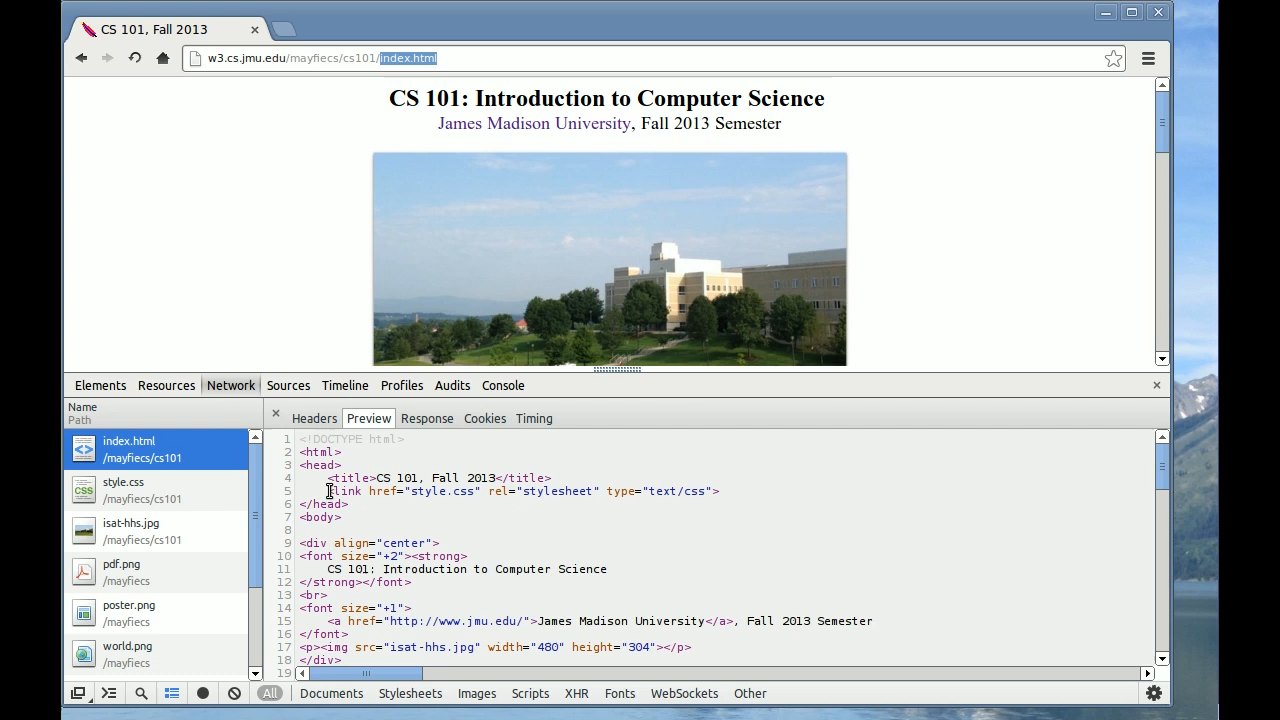 CS 101, Fall 2013
w3.cs.jmu.edu/mayfiecs/cs101/index.html
CS 101: Introduction to Computer Science
James Madison University, Fall 2013 Semester
Elements Resources Network Sources Timeline Profiles Audits Console
Name
Path
Headers Preview Response Cookies Timing
index.html
/mayfiecs/cs101
style.css
/mayfiecs/cs101
isat-hhs.jpg
/mayfiecs/cs101
pdf.png
/mayfiecs
poster.png
/mayfiecs
world.png
/mayfiecs
1 <!DOCTYPE html>
2 <html>
3 <head>
4 <title>CS 101, Fall 2013</title>
5 <link href="style.css" rel="stylesheet" type="text/css">
6 </head>
7 <body>
8
9 <div align="center">
10 <font size="+2"><strong>
11 CS 101: Introduction to Computer Science
12 </strong></font>
13 <br>
14 <font size="+1">
15 <a href="http://www.jmu.edu/">James Madison University</a>, Fall 2013 Semester
16 </font>
17 <p><img src="isat-hhs.jpg" width="480" height="304"></p>
18 </div>
19
All Documents Stylesheets Images Scripts XHR Fonts WebSockets Other